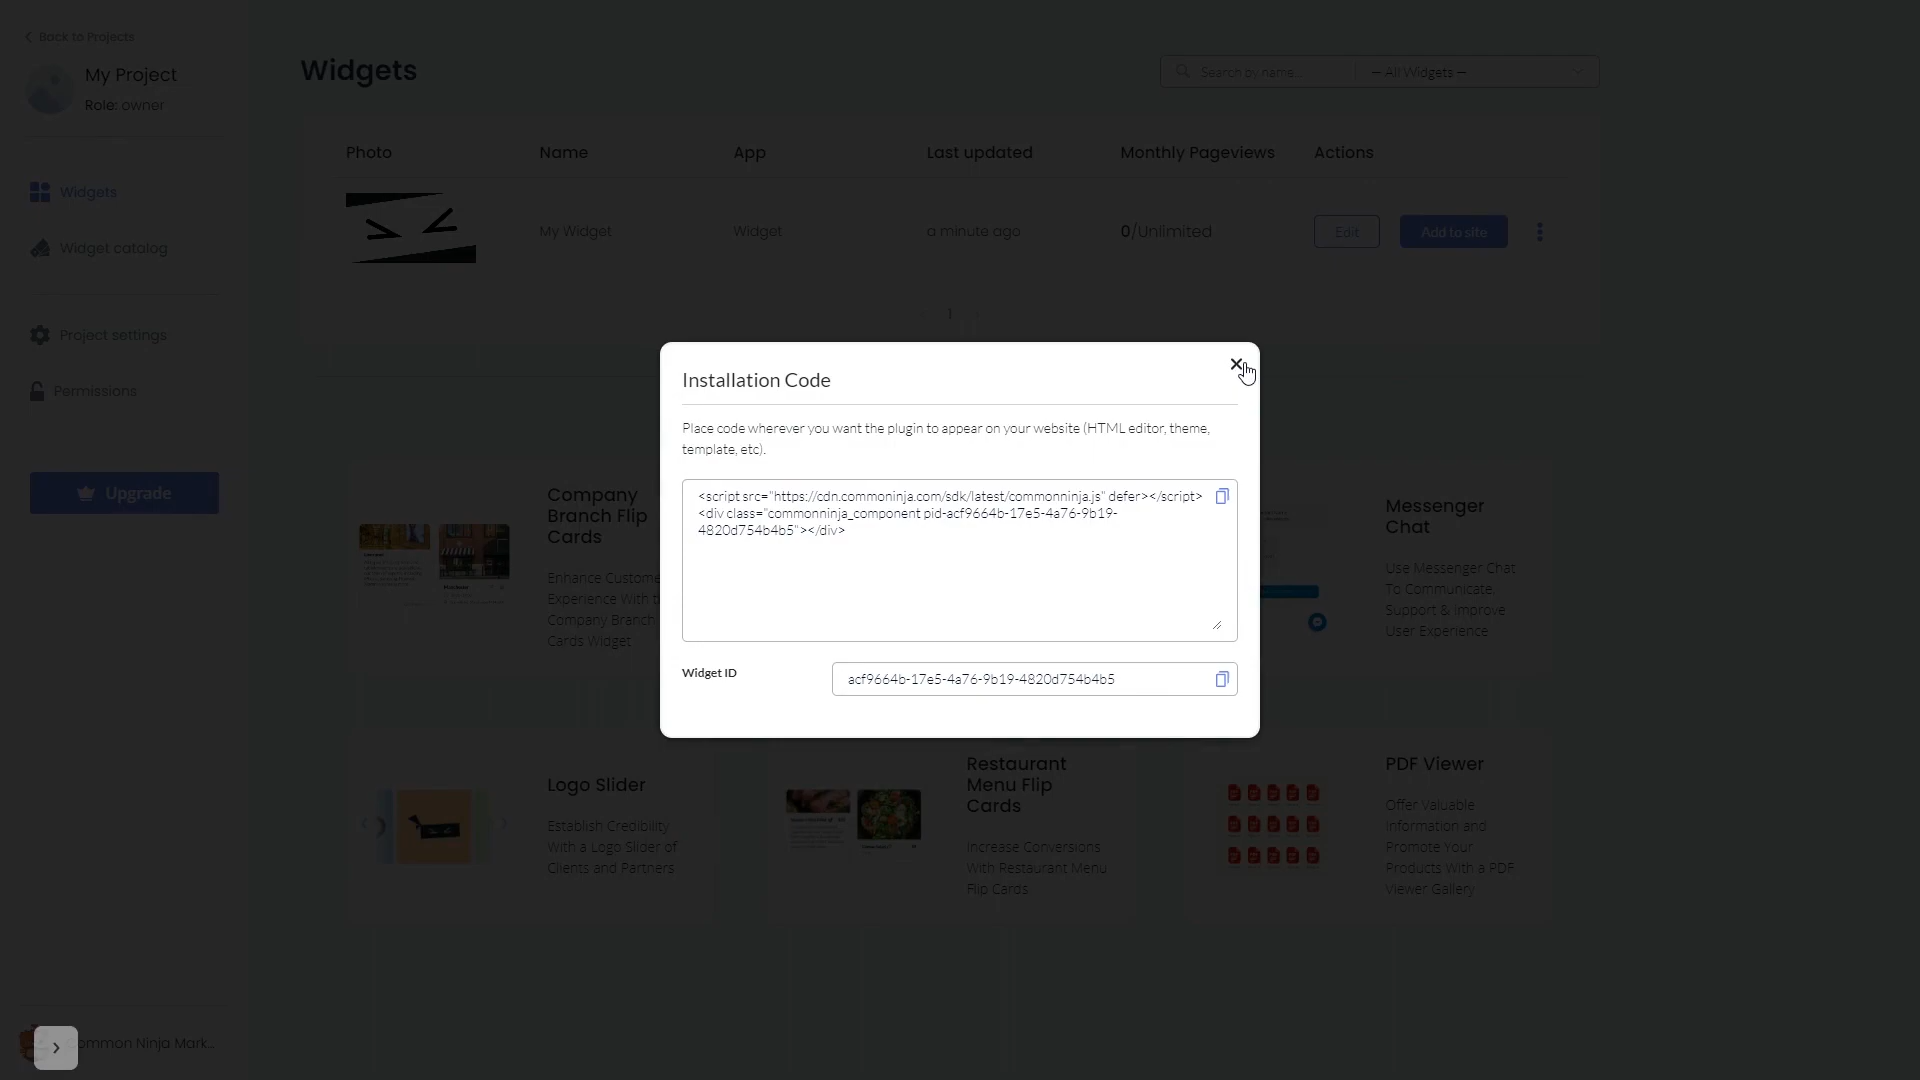 Back to Projects
My Project
Role: owner
Widgets
Widget catalog
Project settings
Permissions
Upgrade
Widgets
Search by name...
— All Widgets —
Photo
Name
App
Last updated
Monthly Pageviews
Actions
My Widget
Widget
a minute ago
0/Unlimited
Edit
Add to site
1
Installation Code
Place code wherever you want the plugin to appear on your website (HTML editor, theme,
template, etc).
<script src="https://cdn.commoninja.com/sdk/latest/commonninja.js" defer></script>
<div class="commonninja_component pid-acf9664b-17e5-4a76-9b19-
4820d754b4b5"></div>
Widget ID
acf9664b-17e5-4a76-9b19-4820d754b4b5
Company
Branch Flip
Cards
Enhance Custome
Experience With
Company Branch
Cards Widget
Messenger
Chat
Use Messenger Chat
To Communicate,
Support & Improve
User Experience
Logo Slider
Establish Credibility
With a Logo Slider of
Clients and Partners
Restaurant
Menu Flip
Cards
Increase Conversions
With Restaurant Menu
Flip Cards
PDF Viewer
Offer Valuable
Information and
Promote Your
Products With a PDF
Viewer Gallery
ommon Ninja Mark...